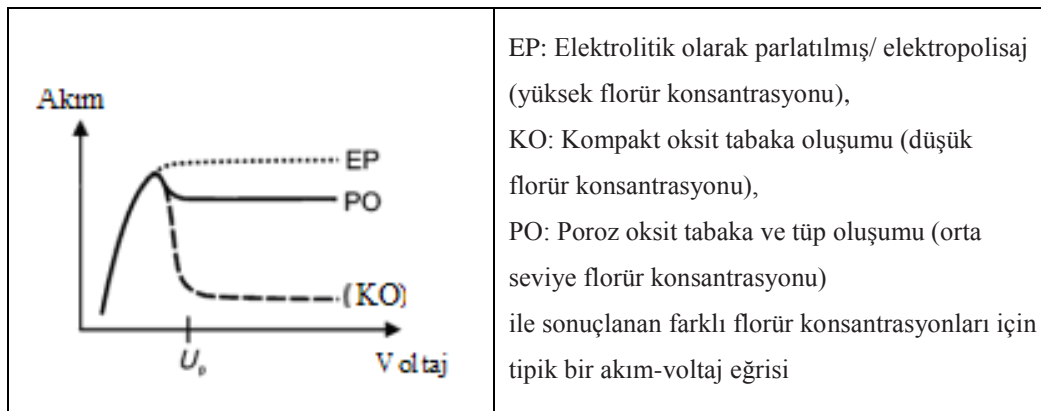 Akım
EP
PO
(KO)
Up
Voltaj
EP: Elektrolitik olarak parlatılmış/ elektropolisaj
(yüksek florür konsantrasyonu),
KO: Kompakt oksit tabaka oluşumu (düşük
florür konsantrasyonu),
PO: Poroz oksit tabaka ve tüp oluşumu (orta
seviye florür konsantrasyonu)
ile sonuçlanan farklı florür konsantrasyonları için
tipik bir akım-voltaj eğrisi